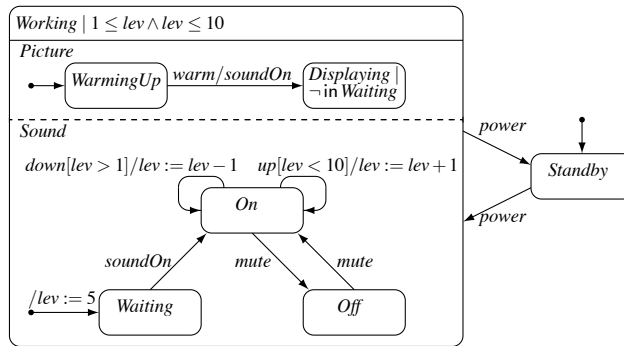 Working | 1 ≤ lev ∧ lev ≤ 10
Picture
WarmingUp
warm/soundOn
Displaying |
¬ in Waiting
Sound
power
Standby
power
down[lev > 1]/lev := lev − 1
up[lev < 10]/lev := lev + 1
On
soundOn
mute
mute
/lev := 5
Waiting
Off